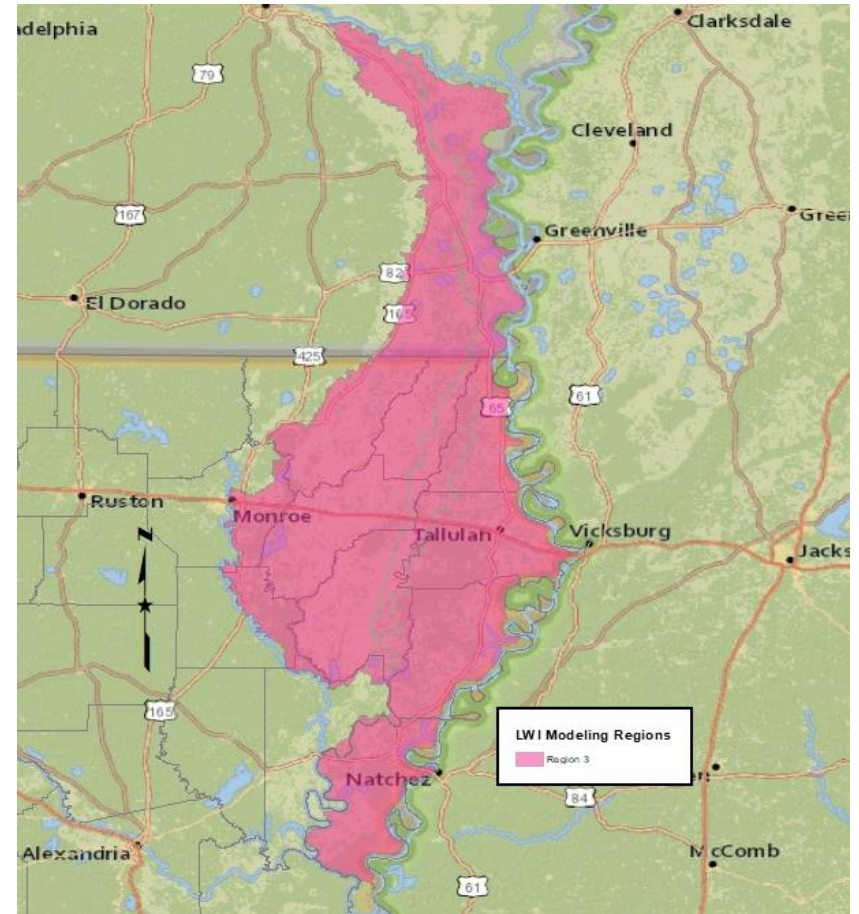 adelphia
Clarksdale
79
Cleveland
167
Greenville
Greer
82
El Dorado
165
425
65
61
Ruston
Monroe
Tallulah
Vicksburg
Jacks
N
165
LWI Modeling Regions
Region 3
Natchez
84
Alexandria
McComb
61